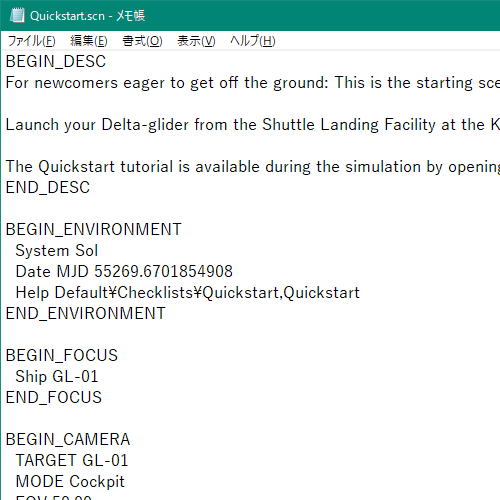 Quickstart.scn - メモ帳
ファイル(F) 編集(E) 書式(O) 表示(V) ヘルプ(H)
BEGIN_DESC
For newcomers eager to get off the ground: This is the starting
Launch your Delta-glider from the Shuttle Landing Facility at the
The Quickstart tutorial is available during the simulation by
END_DESC
BEGIN_ENVIRONMENT
System Sol
Date MJD 55269.6701854908
Help Default¥Checklists¥Quickstart,Quickstart
END_ENVIRONMENT
BEGIN_FOCUS
Ship GL-01
END_FOCUS
BEGIN_CAMERA
TARGET GL-01
MODE Cockpit
FOV 50.00